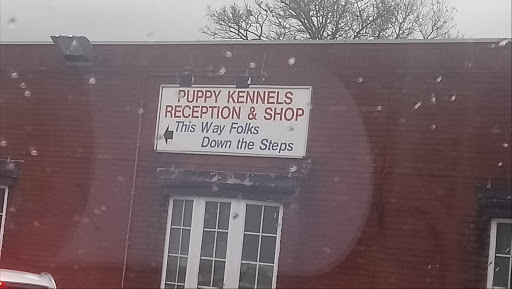 PUPPY KENNELS
RECEPTION & SHOP
This Way Folks
Down the Steps